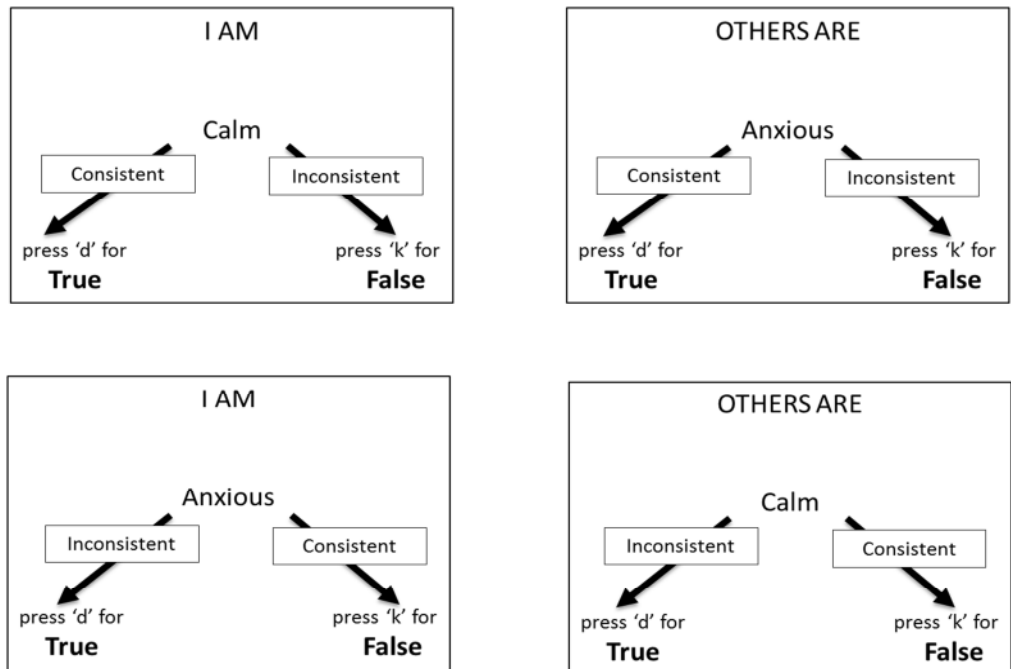 I AM
Calm
Consistent
Inconsistent
press ‘d’ for
True
press ‘k’ for
False
OTHERS ARE
Anxious
Consistent
Inconsistent
press ‘d’ for
True
press ‘k’ for
False
I AM
Anxious
Inconsistent
Consistent
press ‘d’ for
True
press ‘k’ for
False
OTHERS ARE
Calm
Inconsistent
Consistent
press ‘d’ for
True
press ‘k’ for
False